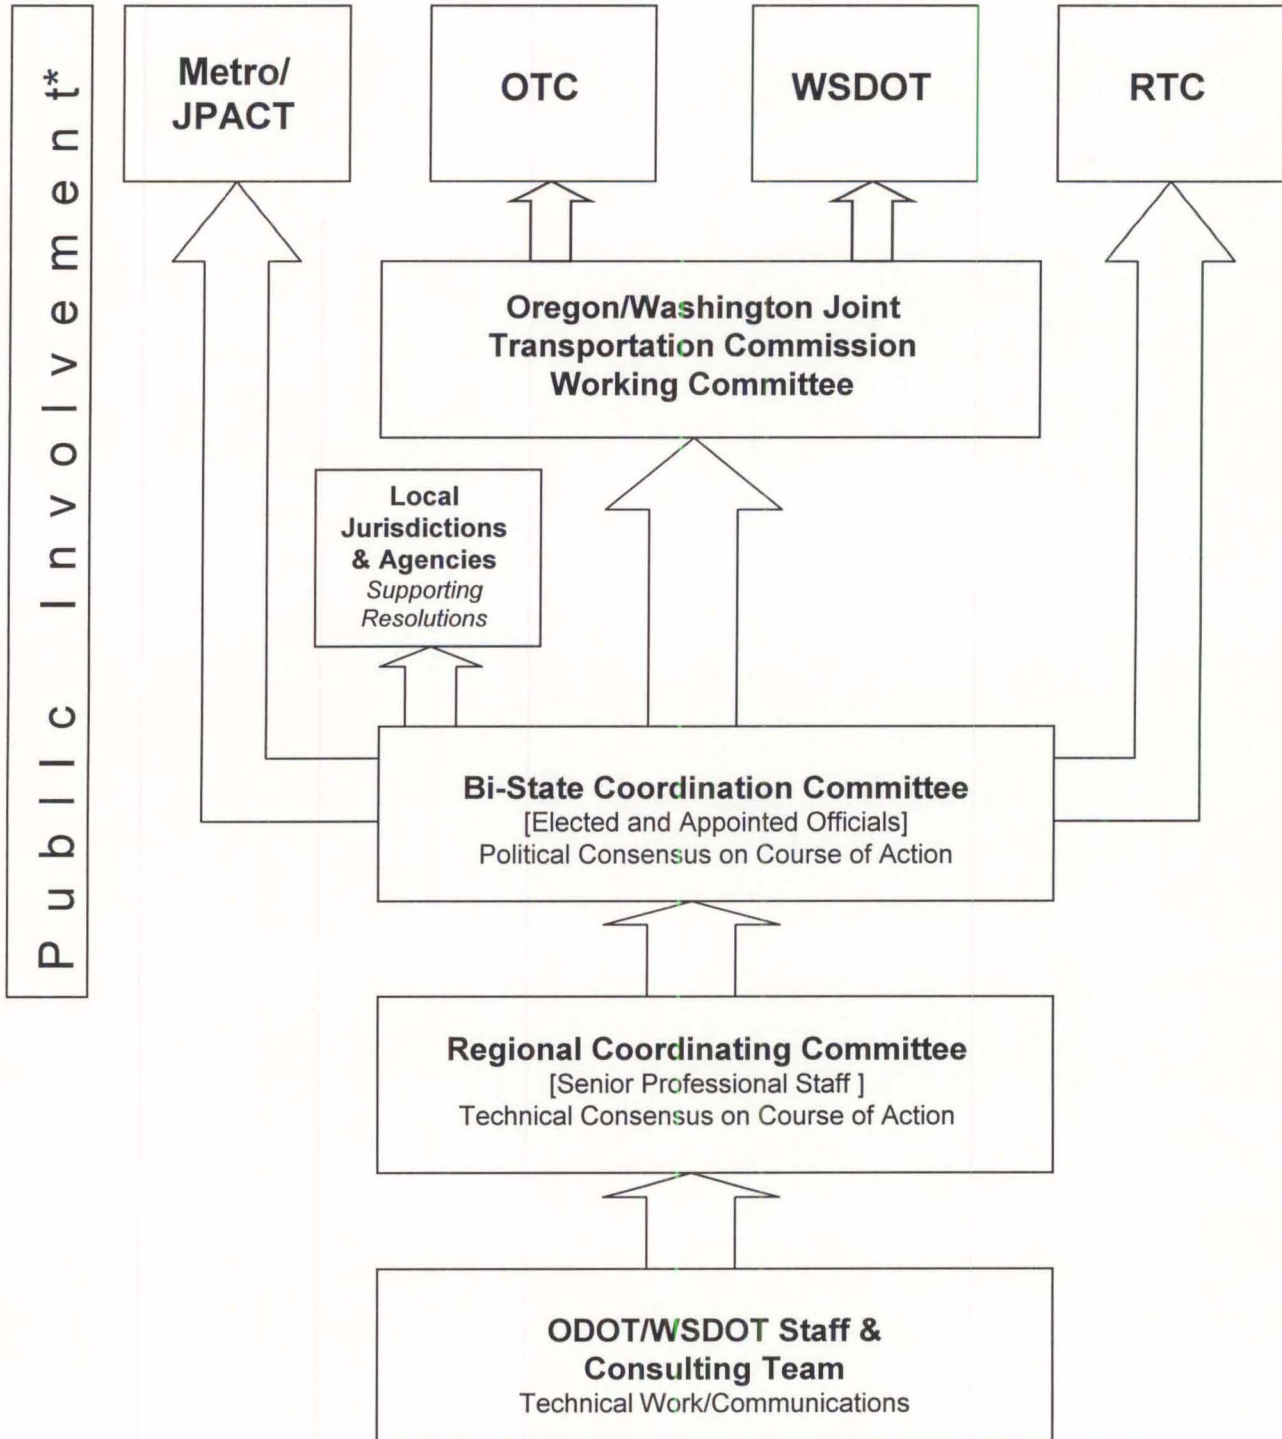 Public Involvement*
Metro/
JPACT
OTC
WSDOT
RTC
Oregon/Washington Joint
Transportation Commission
Working Committee
Local
Jurisdictions
& Agencies
Supporting
Resolutions
Bi-State Coordination Committee
[Elected and Appointed Officials]
Political Consensus on Course of Action
Regional Coordinating Committee
[Senior Professional Staff ]
Technical Consensus on Course of Action
ODOT/WSDOT Staff &
Consulting Team
Technical Work/Communications